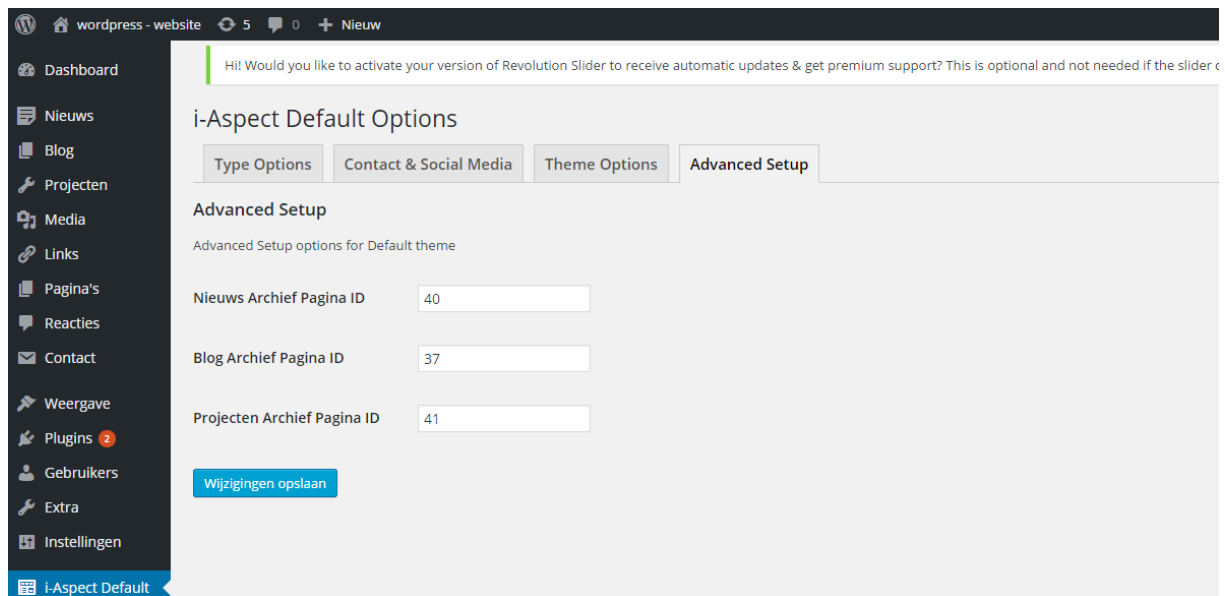 wordpress - website 5 0 + Nieuw
Hi! Would you like to activate your version of Revolution Slider to receive automatic updates & get premium support? This is optional and not needed if the slider
Dashboard
Nieuws
Blog
Projecten
Media
Links
Pagina's
Reacties
Contact
Weergave
Plugins 2
Gebruikers
Extra
Instellingen
i-Aspect Default
i-Aspect Default Options
Type Options Contact & Social Media Theme Options Advanced Setup
Advanced Setup
Advanced Setup options for Default theme
Nieuws Archief Pagina ID 40
Blog Archief Pagina ID 37
Projecten Archief Pagina ID 41
Wijzigingen opslaan